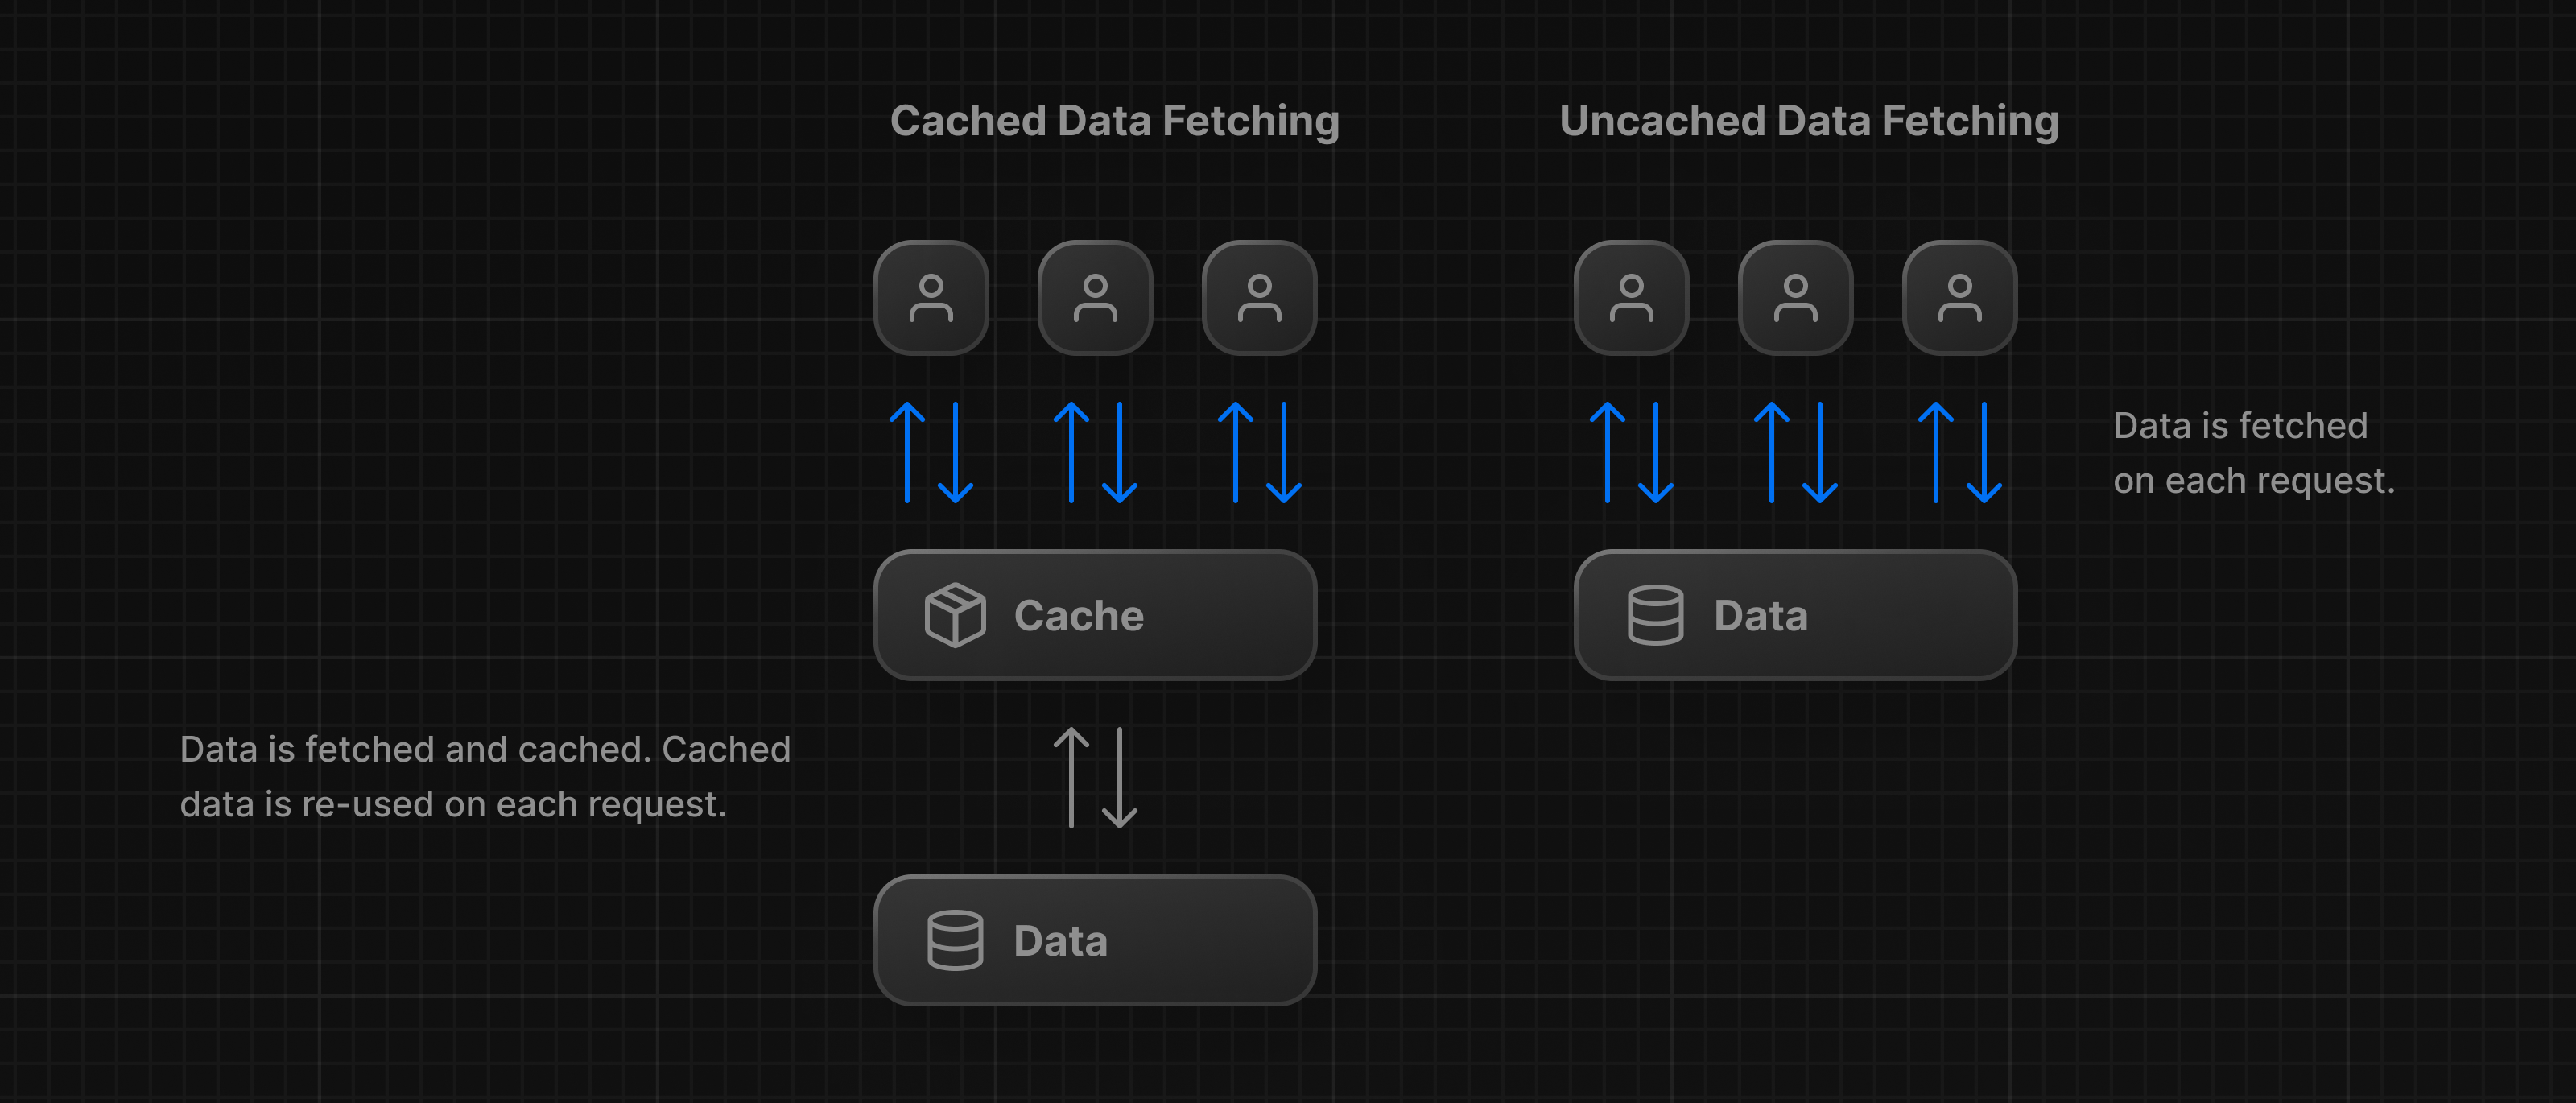 Cached Data Fetching
Uncached Data Fetching
Data is fetched
on each request.
Cache
Data
Data is fetched and cached. Cached
data is re-used on each request.
Data